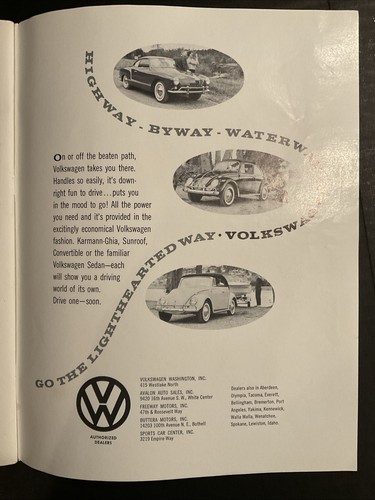 HIGHWAY - BYWAY - WATERW
On or off the beaten path,
Volkswagen takes you there.
Handles so easily, it's down-
right fun to drive...puts you
in the mood to go! All the power
you need and it's provided in the
excitingly economical Volkswagen
fashion. Karmann-Ghia, Sunroof,
Convertible or the familiar
Volkswagen Sedan—each
will show you a driving
world of its own.
Drive one—soon.
GO THE LIGHTHEARTED WAY · VOLKSWA
VW
AUTHORIZED
DEALERS
VOLKSWAGEN WASHINGTON, INC.
415 Westlake North
AVALON AUTO SALES, INC.
9420 16th Avenue S. W., White Center
FREEWAY MOTORS, INC.
47th & Roosevelt Way
BUTTERA MOTORS, INC.
14203 100th Avenue N. E., Bothell
SPORTS CAR CENTER, INC.
3219 Empire Way
Dealers also in Aberdeen,
Olympia, Tacoma, Everett,
Bellingham, Bremerton, Port
Angeles, Yakima, Kennewick,
Walla Walla, Wenatchee,
Spokane, Lewiston, Idaho.